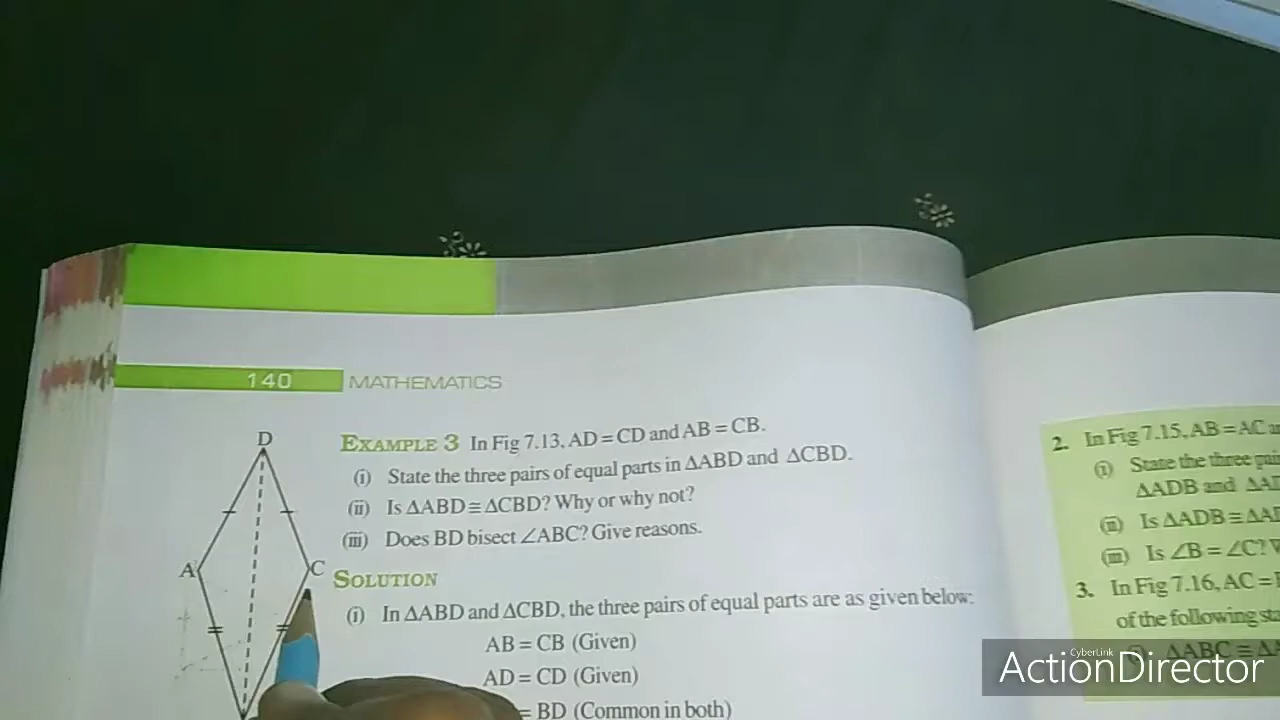 140 MATHEMATICS
D
A
C
EXAMPLE 3 In Fig 7.13, AD = CD and AB = CB.
(i) State the three pairs of equal parts in ΔABD and ΔCBD.
(ii) Is ΔABD ≅ ΔCBD? Why or why not?
(iii) Does BD bisect ∠ABC? Give reasons.
SOLUTION
(i) In ΔABD and ΔCBD, the three pairs of equal parts are as given below:
AB = CB (Given)
AD = CD (Given)
= BD (Common in both)
2. In Fig 7.15, AB = AC
(i) State the three
ΔADB and
(ii) Is ΔADB ≅
(iii) Is ∠B = ∠C?
3. In Fig 7.16, AC =
of the following
ΔABC ≅
CyberLink
ActionDirector